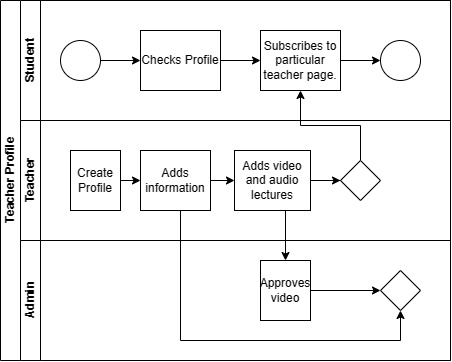 Teacher Profile
Student
Checks Profile
Subscribes to
particular
teacher page.
Teacher
Create
Profile
Adds
information
Adds video
and audio
lectures
Admin
Approves
video